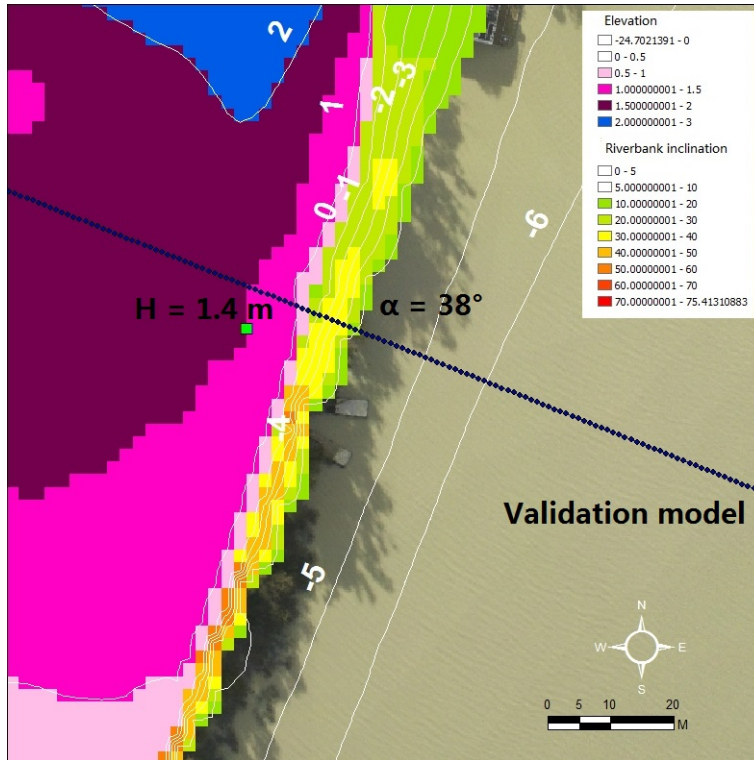 Elevation
-24.7021391 - 0
0 - 0.5
0.5 - 1
1.000000001 - 1.5
1.500000001 - 2
2.000000001 - 3
Riverbank inclination
0 - 5
5.000000001 - 10
10.00000001 - 20
20.00000001 - 30
30.00000001 - 40
40.00000001 - 50
50.00000001 - 60
60.00000001 - 70
70.00000001 - 75.41310883
2
1
-2
-3
0
-1
-6
H = 1.4 m
α = 38°
-4
Validation model
-5
N
W
E
S
0 5 10 20
M